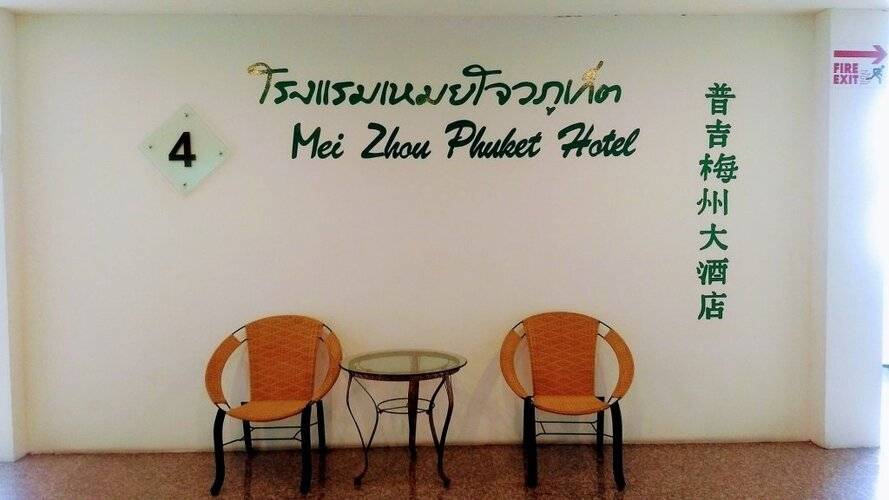 โรงแรมเหมยโจวภูเก็ต
Mei Zhou Phuket Hotel
4
普吉梅州大酒店
FIRE
EXIT